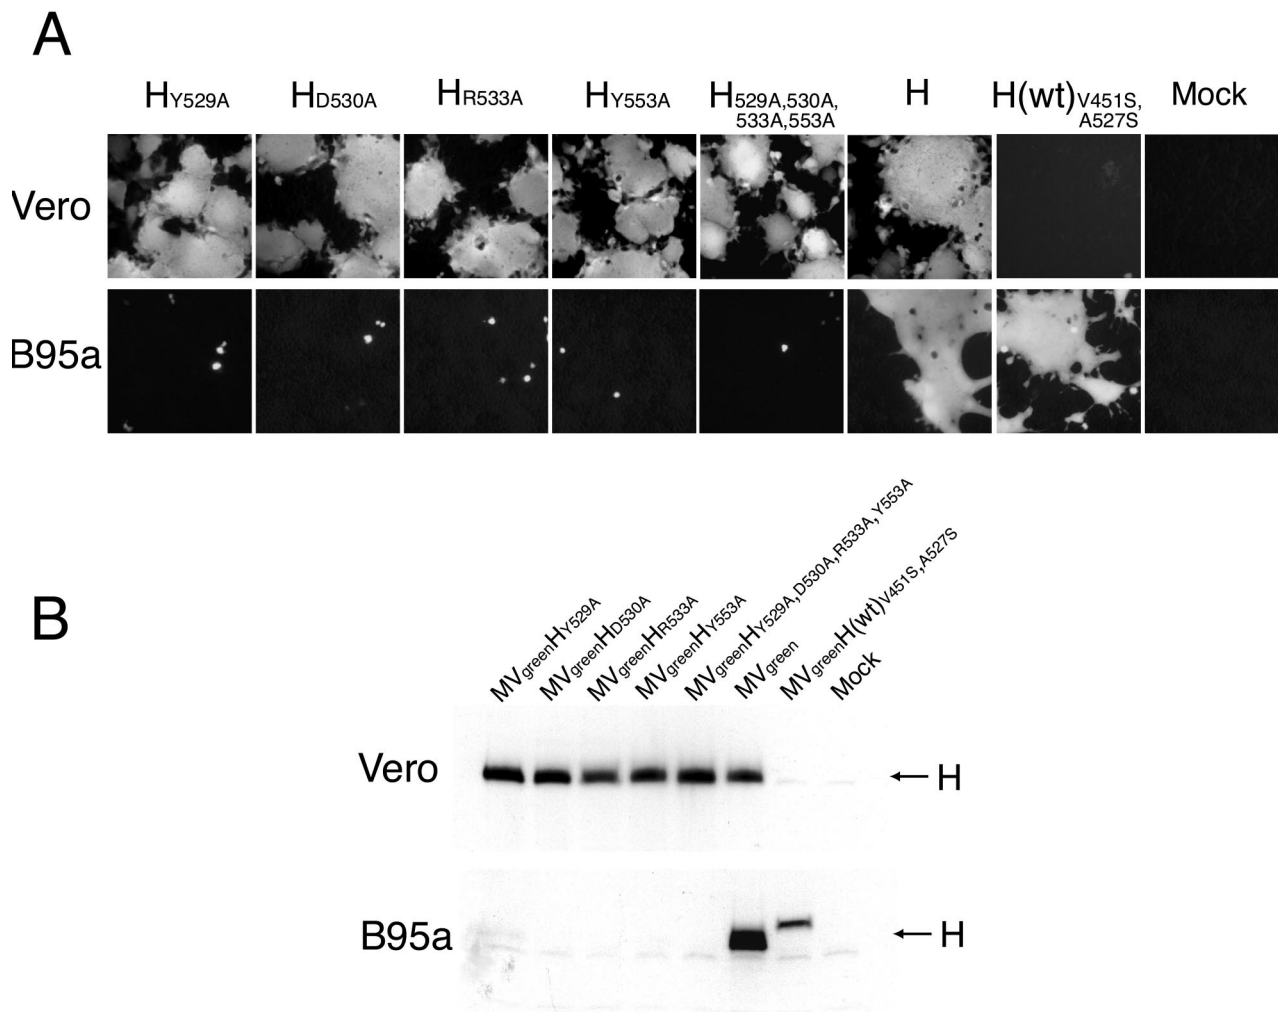 A
HY529A HD530A HR533A HY553A H529A,530A, H H(wt)V451S, Mock
533A,553A A527S
Vero
B95a
B
MVgreenHY529A
MVgreenHD530A
MVgreenHR533A
MVgreenHY553A
MVgreenHY529A,D530A,R533A,Y553A
MVgreen
MVgreenH(wt)V451S,A527S
Mock
Vero ← H
B95a ← H